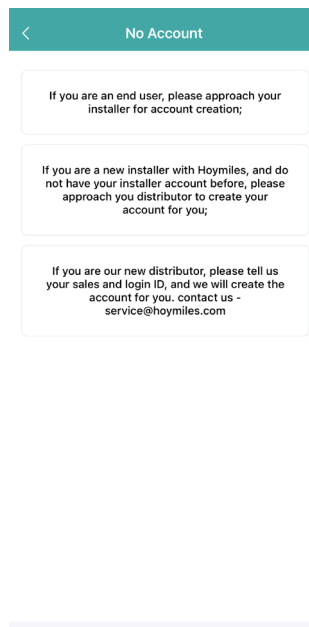 No Account
If you are an end user, please approach your
installer for account creation;
If you are a new installer with Hoymiles, and do
not have your installer account before, please
approach you distributor to create your
account for you;
If you are our new distributor, please tell us
your sales and login ID, and we will create the
account for you. contact us -
service@hoymiles.com